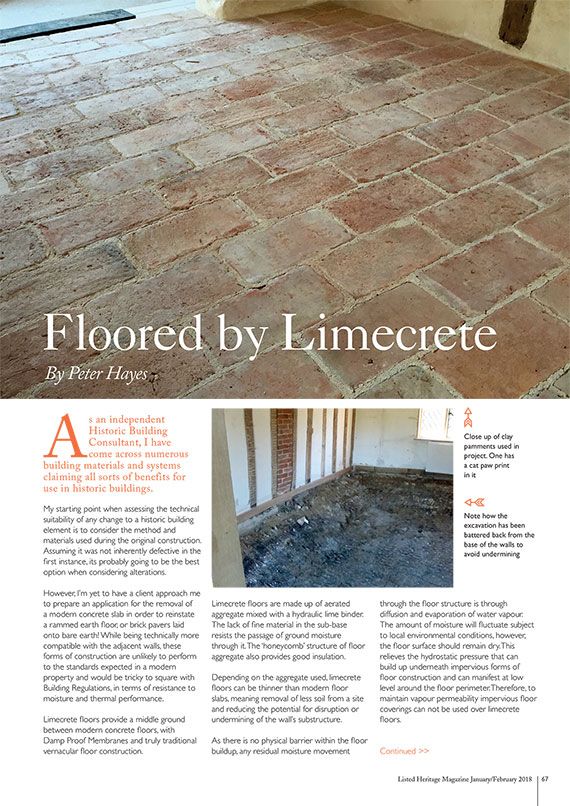 Floored by Limecrete
By Peter Hayes
As an independent
Historic Building
Consultant, I have
come across numerous
building materials and systems
claiming all sorts of benefits for
use in historic buildings.
My starting point when assessing the technical
suitability of any change to a historic building
element is to consider the method and
materials used during the original construction.
Assuming it was not inherently defective in the
first instance, its probably going to be the best
option when considering alterations.
However, I'm yet to have a client approach me
to prepare an application for the removal of
a modern concrete slab in order to reinstate
a rammed earth floor, or brick pavers laid
onto bare earth! While being technically more
compatible with the adjacent walls, these
forms of construction are unlikely to perform
to the standards expected in a modern
property and would be tricky to square with
Building Regulations, in terms of resistance to
moisture and thermal performance.
Limecrete floors provide a middle ground
between modern concrete floors, with
Damp Proof Membranes and truly traditional
vernacular floor construction.
Close up of clay
pamments used in
project. One has
a cat paw print
in it
Note how the
excavation has been
battered back from the
base of the walls to
avoid undermining
Limecrete floors are made up of aerated
aggregate mixed with a hydraulic lime binder.
The lack of fine material in the sub-base
resists the passage of ground moisture
through it. The 'honeycomb' structure of floor
aggregate also provides good insulation.
Depending on the aggregate used, limecrete
floors can be thinner than modern floor
slabs, meaning removal of less soil from a site
and reducing the potential for disruption or
undermining of the wall's substructure.
As there is no physical barrier within the floor
buildup, any residual moisture movement
through the floor structure is through
diffusion and evaporation of water vapour.
The amount of moisture will fluctuate subject
to local environmental conditions, however,
the floor surface should remain dry. This
relieves the hydrostatic pressure that can
build up underneath impervious forms of
floor construction and can manifest at low
level around the floor perimeter. Therefore, to
maintain vapour permeability impervious floor
coverings can not be used over limecrete
floors.
Continued >>
Listed Heritage Magazine January/February 2018 | 67